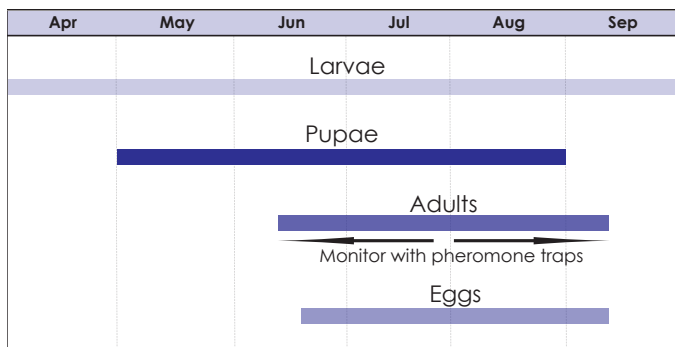 Apr May Jun Jul Aug Sep
Larvae
Pupae
Adults
Monitor with pheromone traps
Eggs